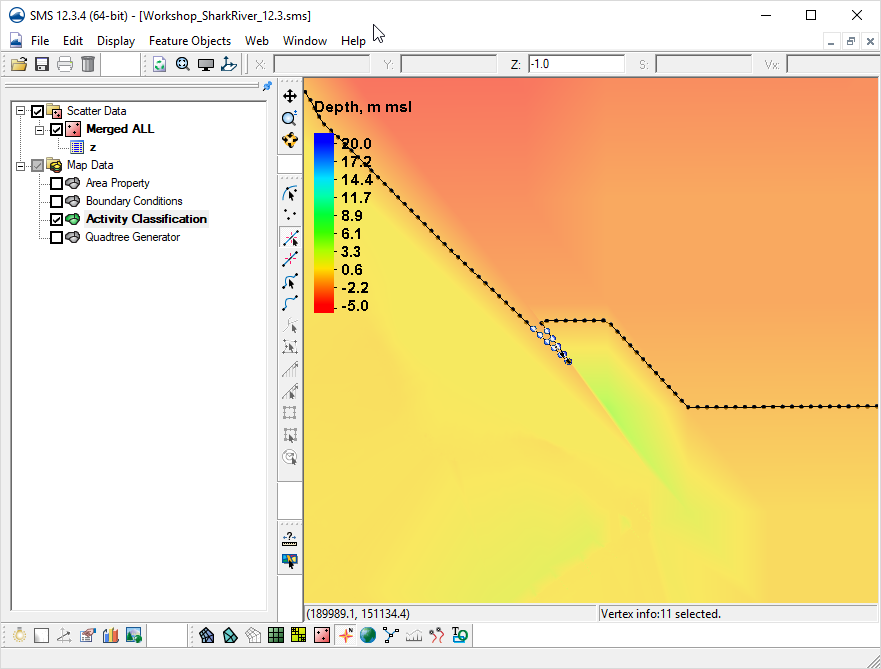 SMS 12.3.4 (64-bit) - [Workshop_SharkRiver_12.3.sms]
File Edit Display Feature Objects Web Window Help
X: Y: Z: -1.0 S: Vx:
Scatter Data
Merged ALL
z
Map Data
Area Property
Boundary Conditions
Activity Classification
Quadtree Generator
Depth, m msl
20.0
17.2
14.4
11.7
8.9
6.1
3.3
0.6
-2.2
-5.0
-?-
(189989.1, 151134.4) Vertex info:11 selected.